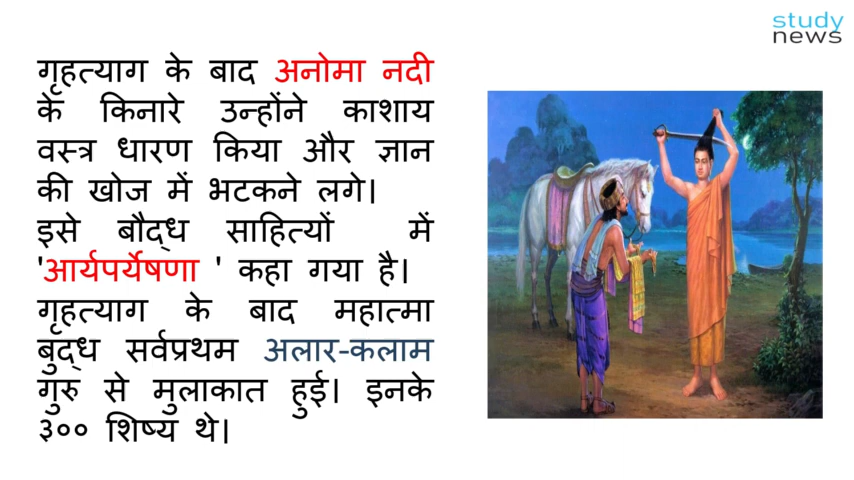 study
news
गृहत्याग के बाद अनोमा नदी
के किनारे उन्होंने काशाय
वस्त्र धारण किया और ज्ञान
की खोज में भटकने लगे।
इसे बौद्ध साहित्यों में
'आर्यपर्येषणा ' कहा गया है।
गृहत्याग के बाद महात्मा
बुद्ध सर्वप्रथम अलार-कलाम
गुरु से मुलाकात हुई। इनके
३०० शिष्य थे।